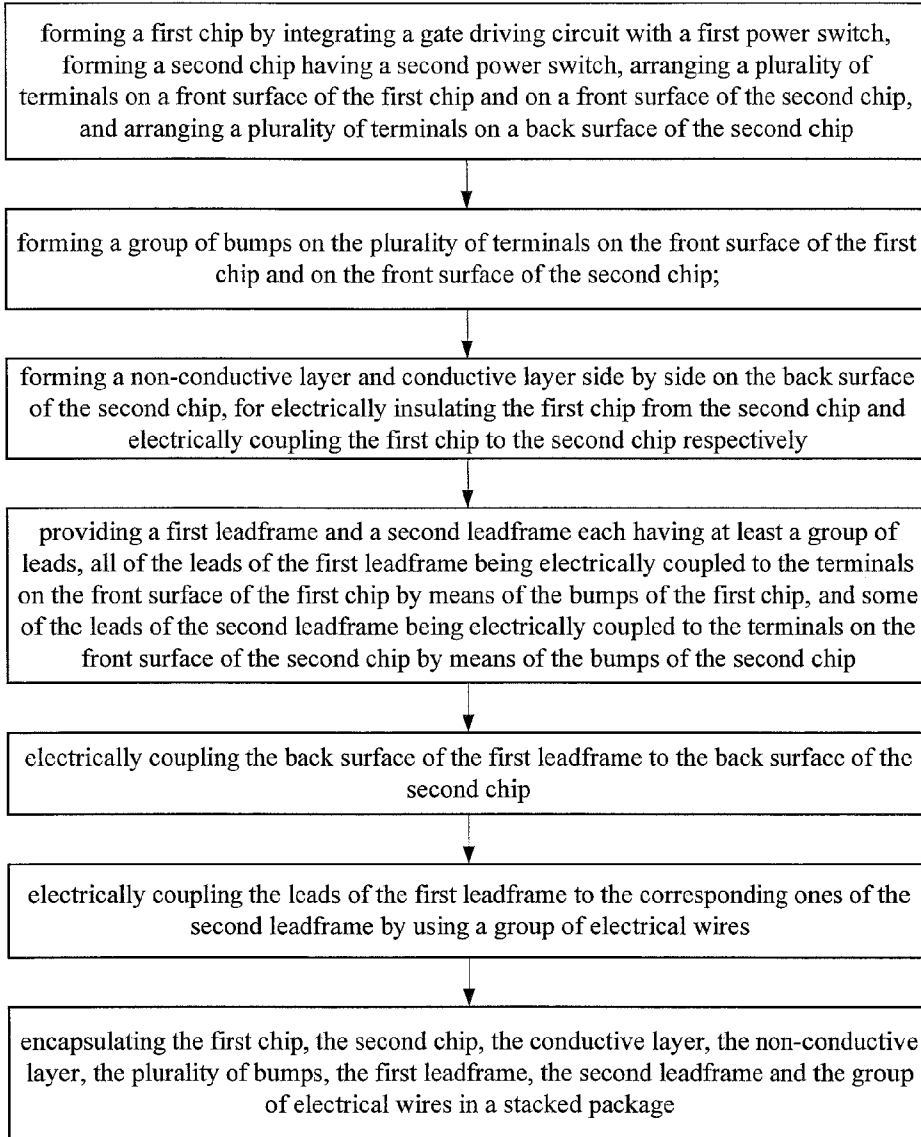 forming a first chip by integrating a gate driving circuit with a first power switch,
forming a second chip having a second power switch, arranging a plurality of
terminals on a front surface of the first chip and on a front surface of the second chip,
and arranging a plurality of terminals on a back surface of the second chip
forming a group of bumps on the plurality of terminals on the front surface of the first
chip and on the front surface of the second chip;
forming a non-conductive layer and conductive layer side by side on the back surface
of the second chip, for electrically insulating the first chip from the second chip and
electrically coupling the first chip to the second chip respectively
providing a first leadframe and a second leadframe each having at least a group of
leads, all of the leads of the first leadframe being electrically coupled to the terminals
on the front surface of the first chip by means of the bumps of the first chip, and some
of the leads of the second leadframe being electrically coupled to the terminals on the
front surface of the second chip by means of the bumps of the second chip
electrically coupling the back surface of the first leadframe to the back surface of the
second chip
electrically coupling the leads of the first leadframe to the corresponding ones of the
second leadframe by using a group of electrical wires
encapsulating the first chip, the second chip, the conductive layer, the non-conductive
layer, the plurality of bumps, the first leadframe, the second leadframe and the group
of electrical wires in a stacked package